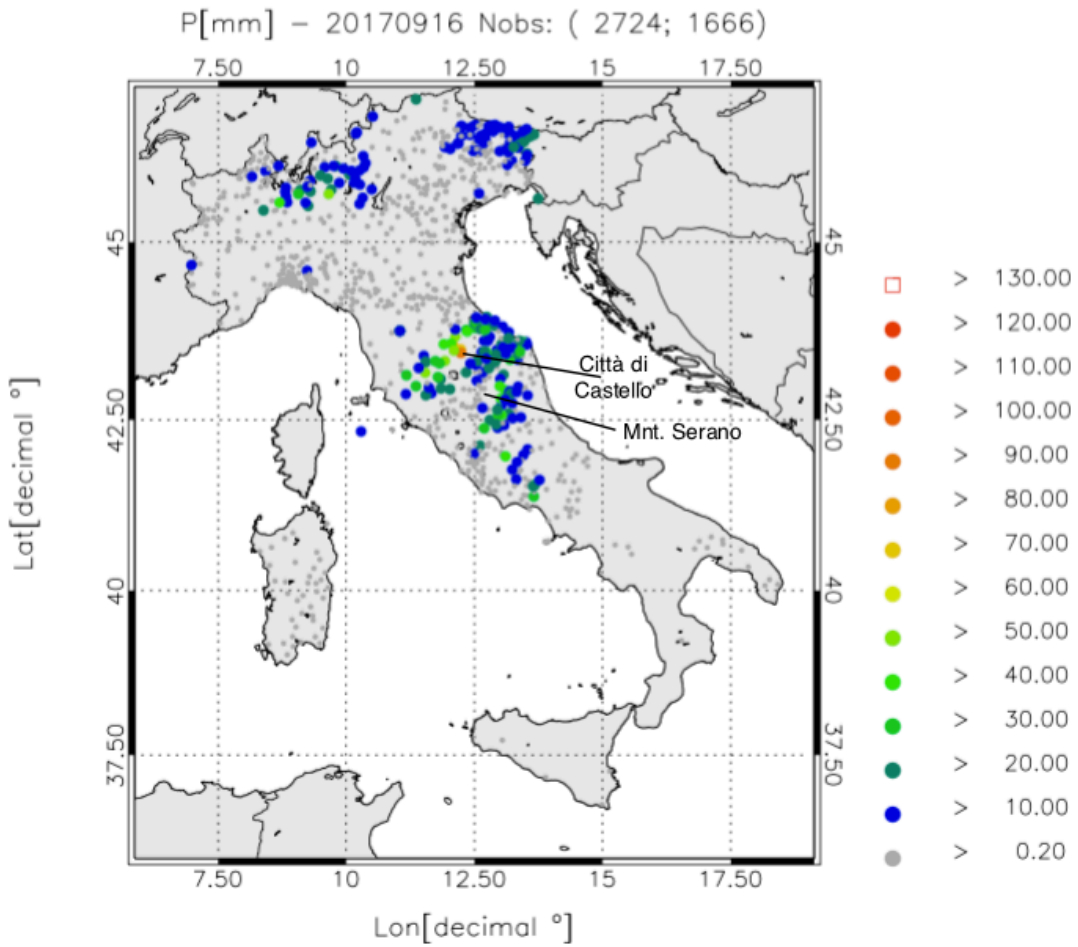 P[mm] - 20170916 Nobs: ( 2724; 1666)
7.50 10 12.50 15 17.50
45 45
42.50 42.50
40 40
37.50 37.50
7.50 10 12.50 15 17.50
Lon[decimal °]
Lat[decimal °]
Città di
Castello
Mnt. Serano
> 130.00
> 120.00
> 110.00
> 100.00
> 90.00
> 80.00
> 70.00
> 60.00
> 50.00
> 40.00
> 30.00
> 20.00
> 10.00
> 0.20